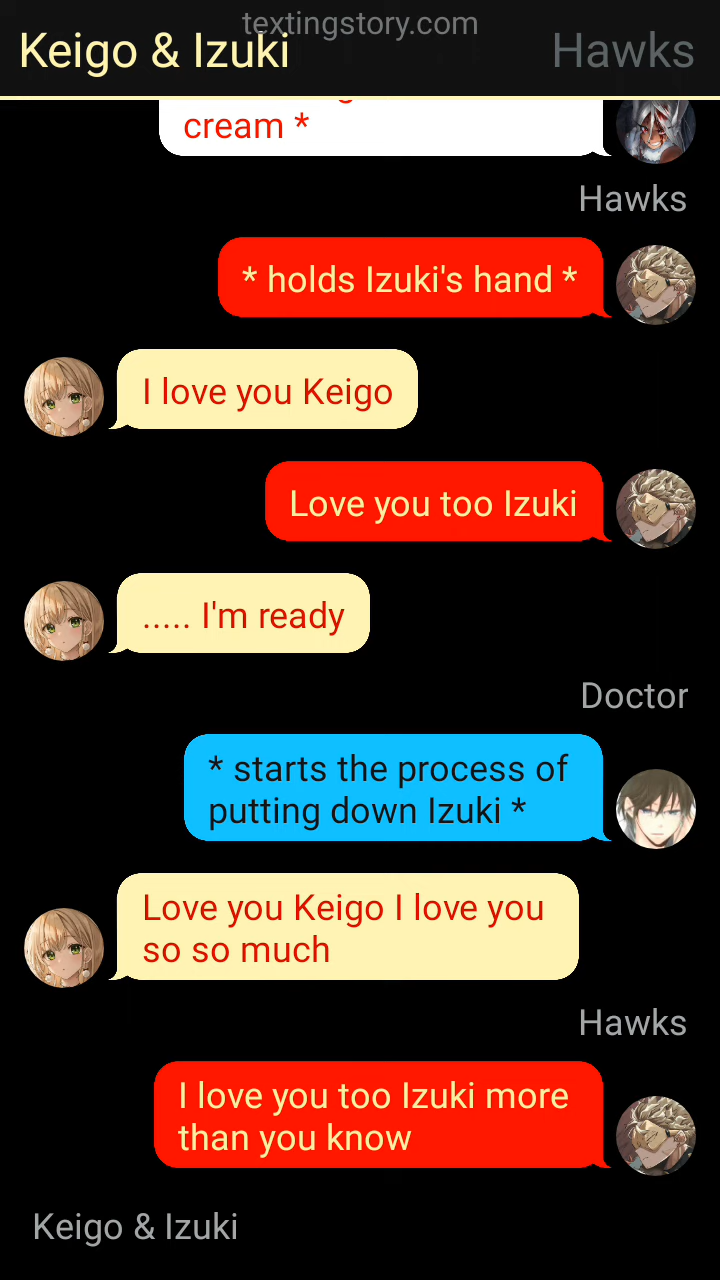 textingstory.com
Keigo & Izuki
Hawks
cream *
Hawks
* holds Izuki's hand *
I love you Keigo
Love you too Izuki
..... I'm ready
Doctor
* starts the process of
putting down Izuki *
Love you Keigo I love you
so so much
Hawks
I love you too Izuki more
than you know
Keigo & Izuki